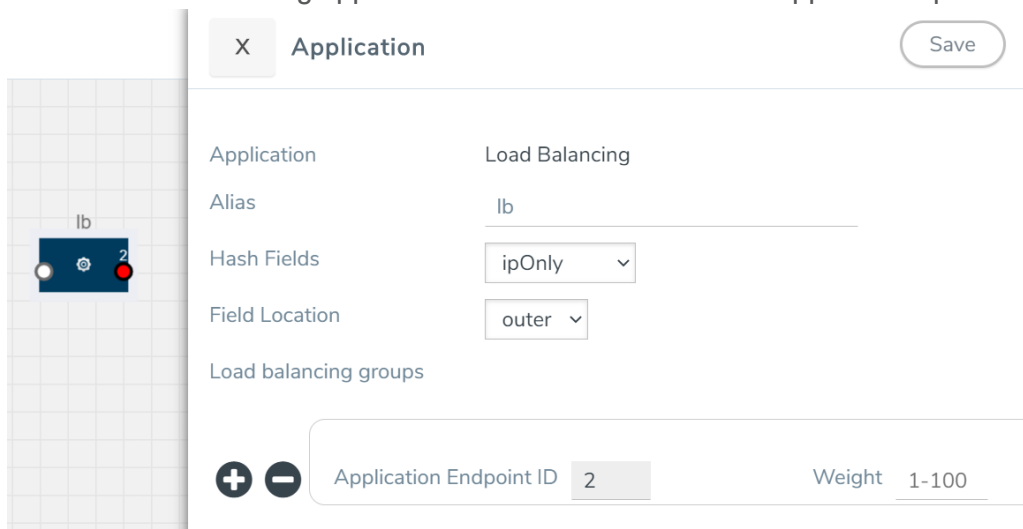 X Application Save
Application Load Balancing
Alias lb
lb
2
Hash Fields ipOnly
Field Location outer
Load balancing groups
Application Endpoint ID 2 Weight 1-100